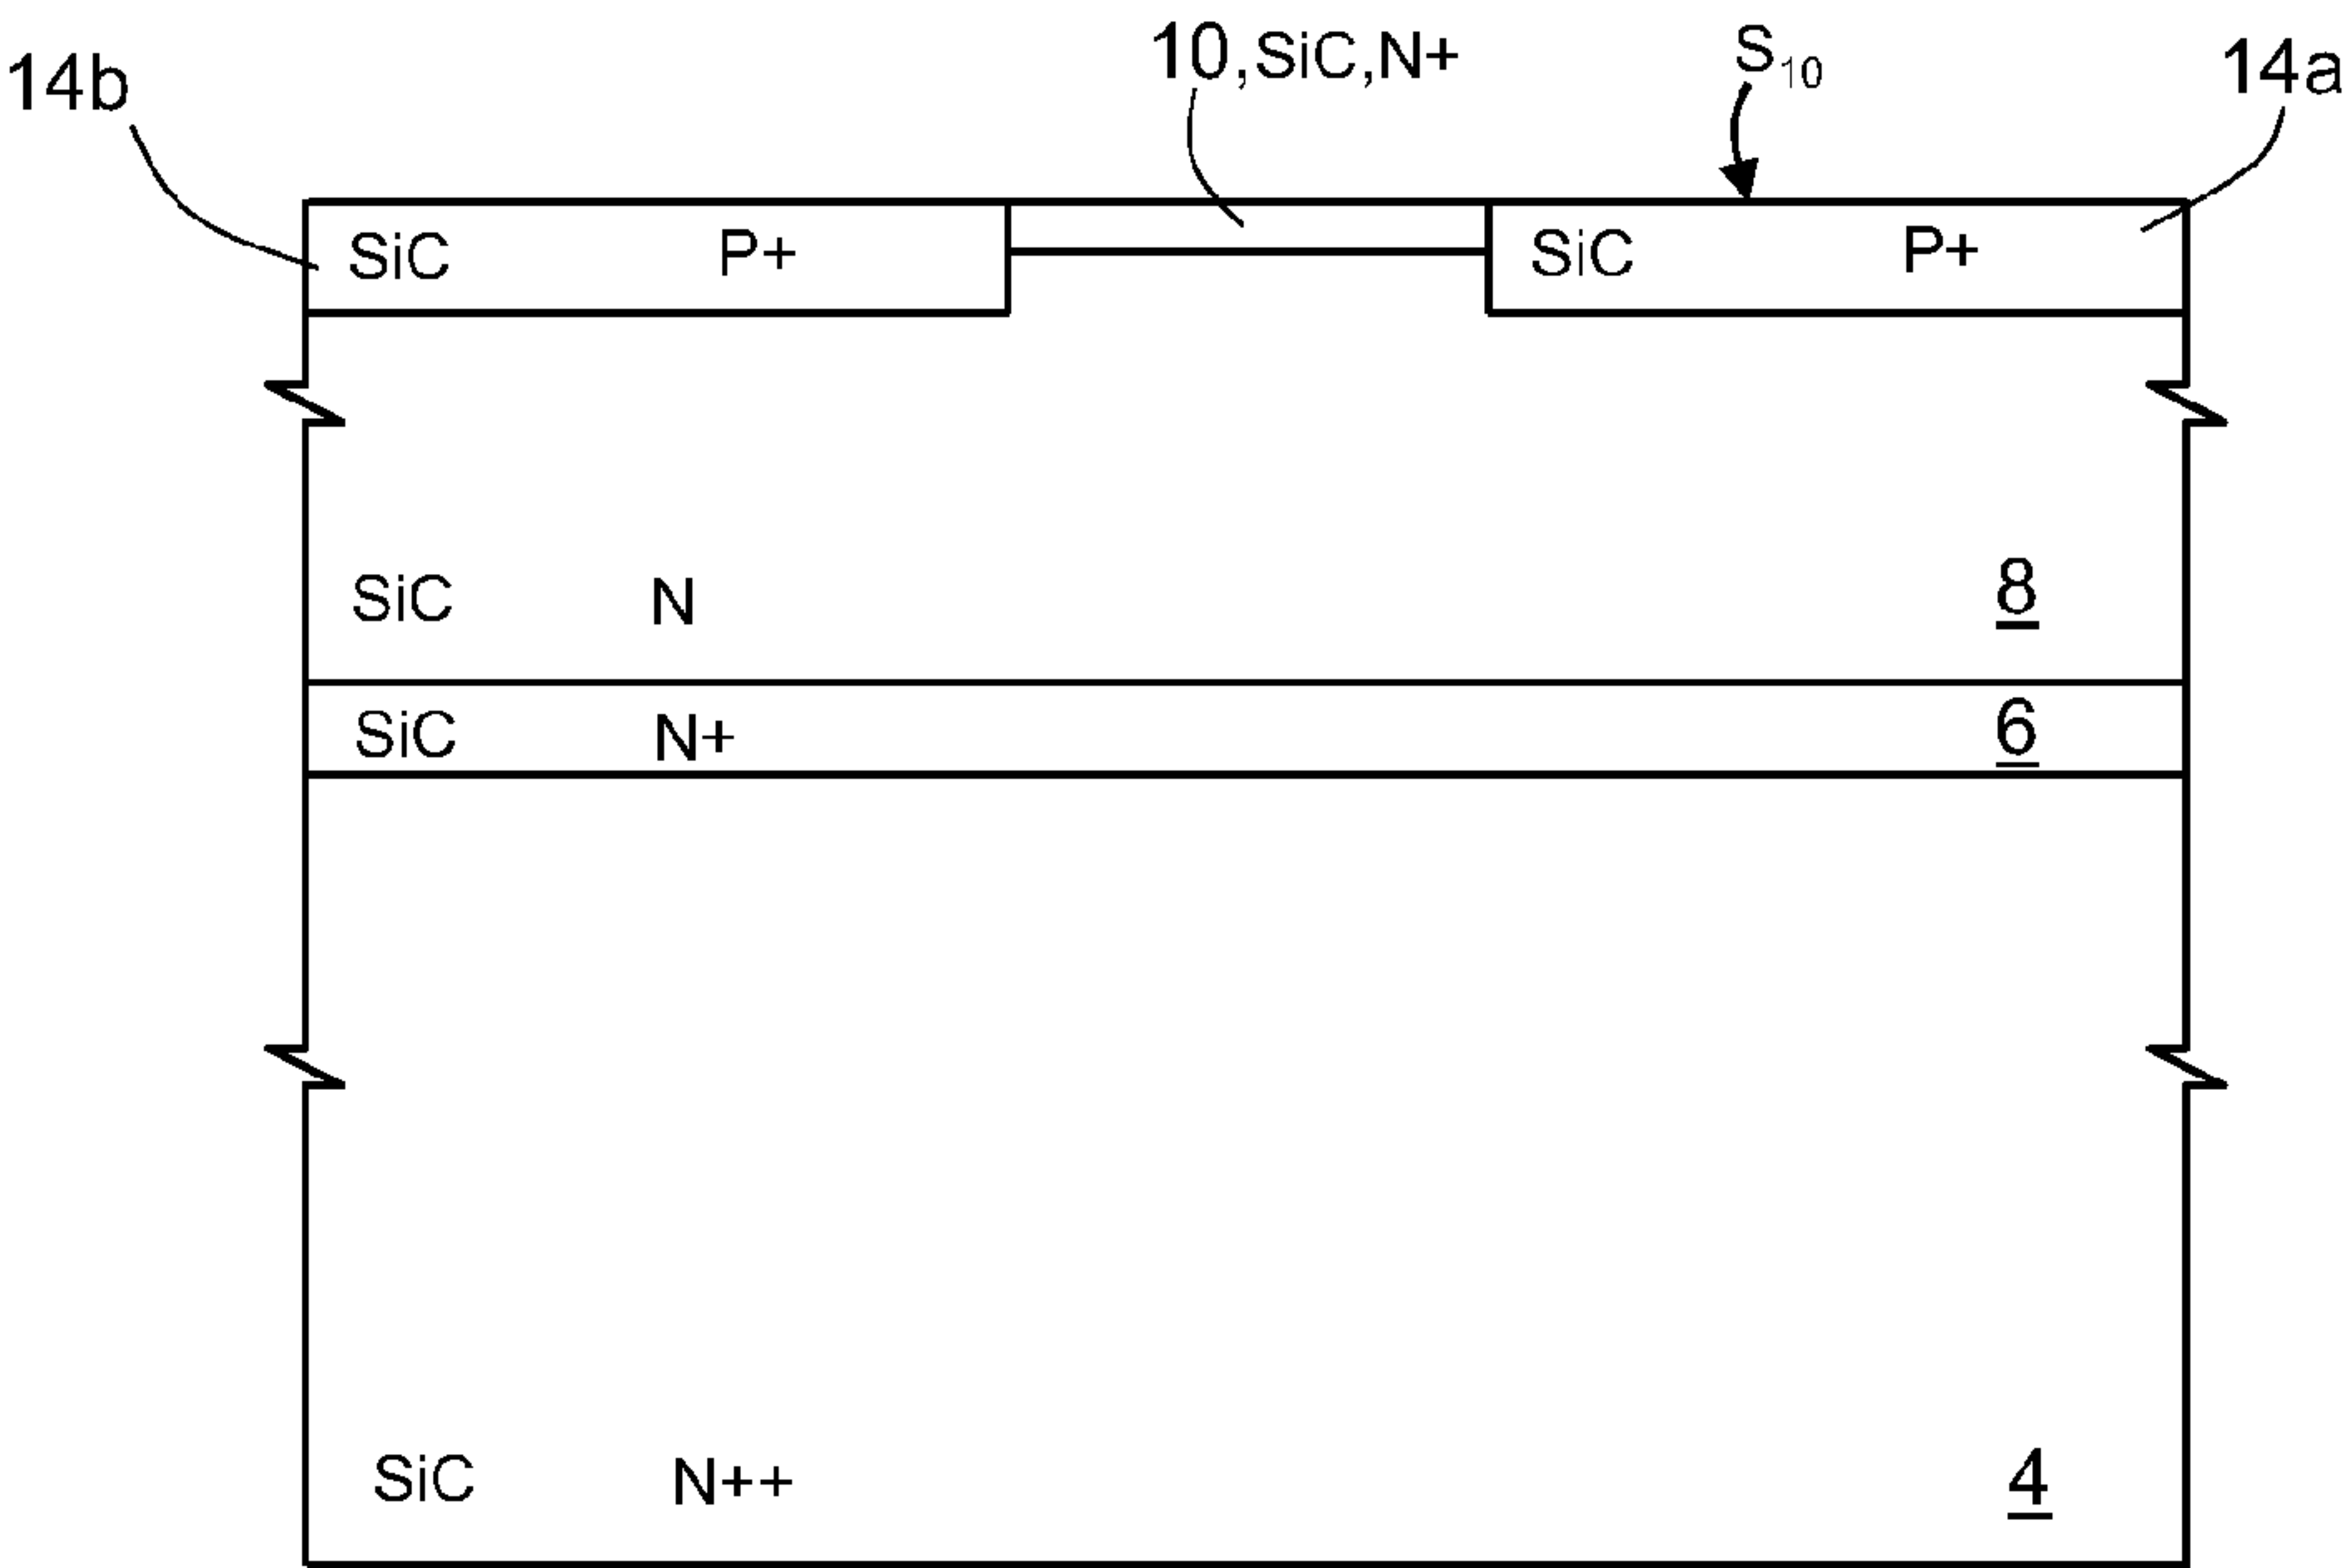 14b 10,SiC,N+ S₁₀ 14a
SiC P+ SiC P+
SiC N 8
SiC N+ 6
SiC N++ 4